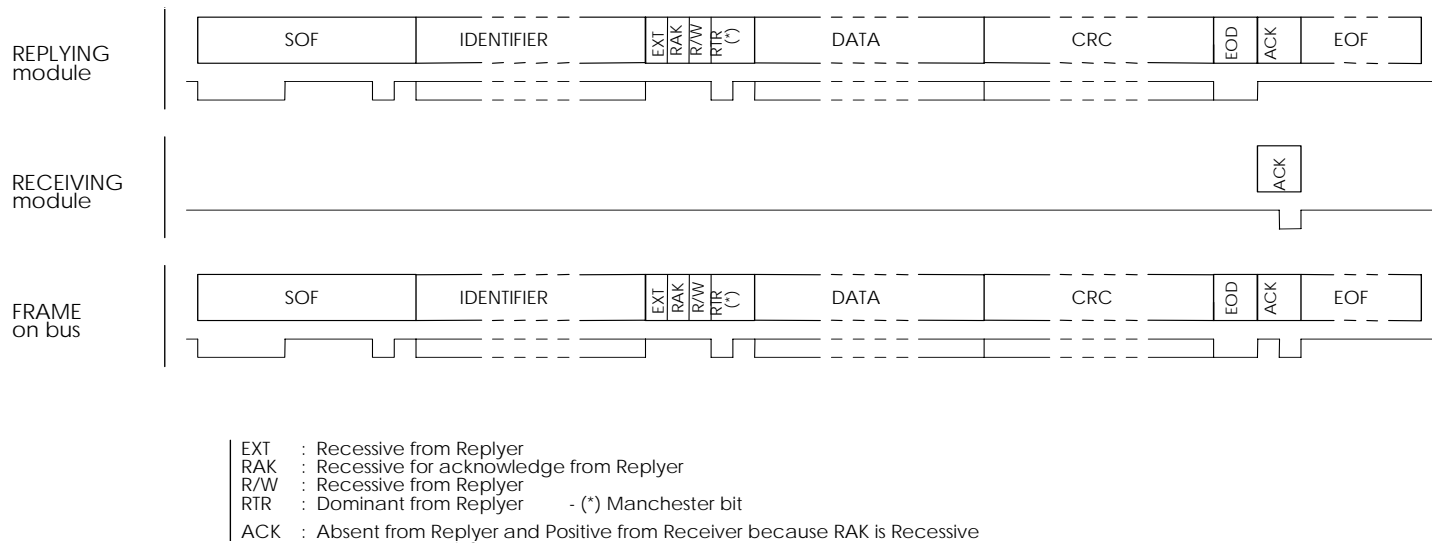 REPLYING
module
SOF IDENTIFIER EXT RAK R/W RTR (*) DATA CRC EOD ACK EOF
RECEIVING
module
ACK
FRAME
on bus
SOF IDENTIFIER EXT RAK R/W RTR (*) DATA CRC EOD ACK EOF
EXT : Recessive from Replyer
RAK : Recessive for acknowledge from Replyer
R/W : Recessive from Replyer
RTR : Dominant from Replyer - (*) Manchester bit
ACK : Absent from Replyer and Positive from Receiver because RAK is Recessive